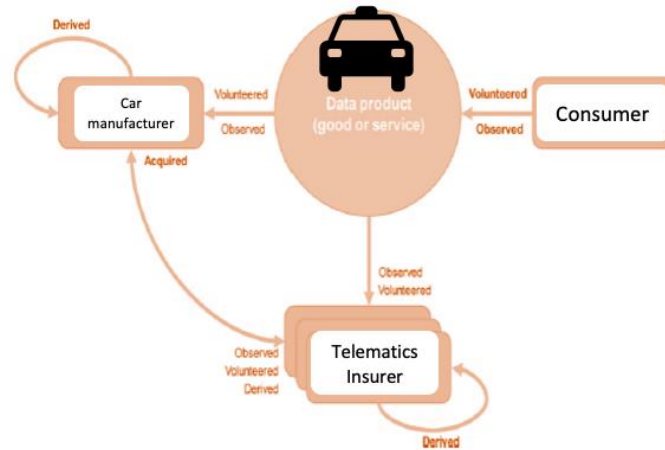 Derived
Car
manufacturer
Volunteered
Observed
Data product
(good or service)
Volunteered
Observed
Consumer
Acquired
Observed
Volunteered
Observed
Volunteered
Derived
Telematics
Insurer
Derived